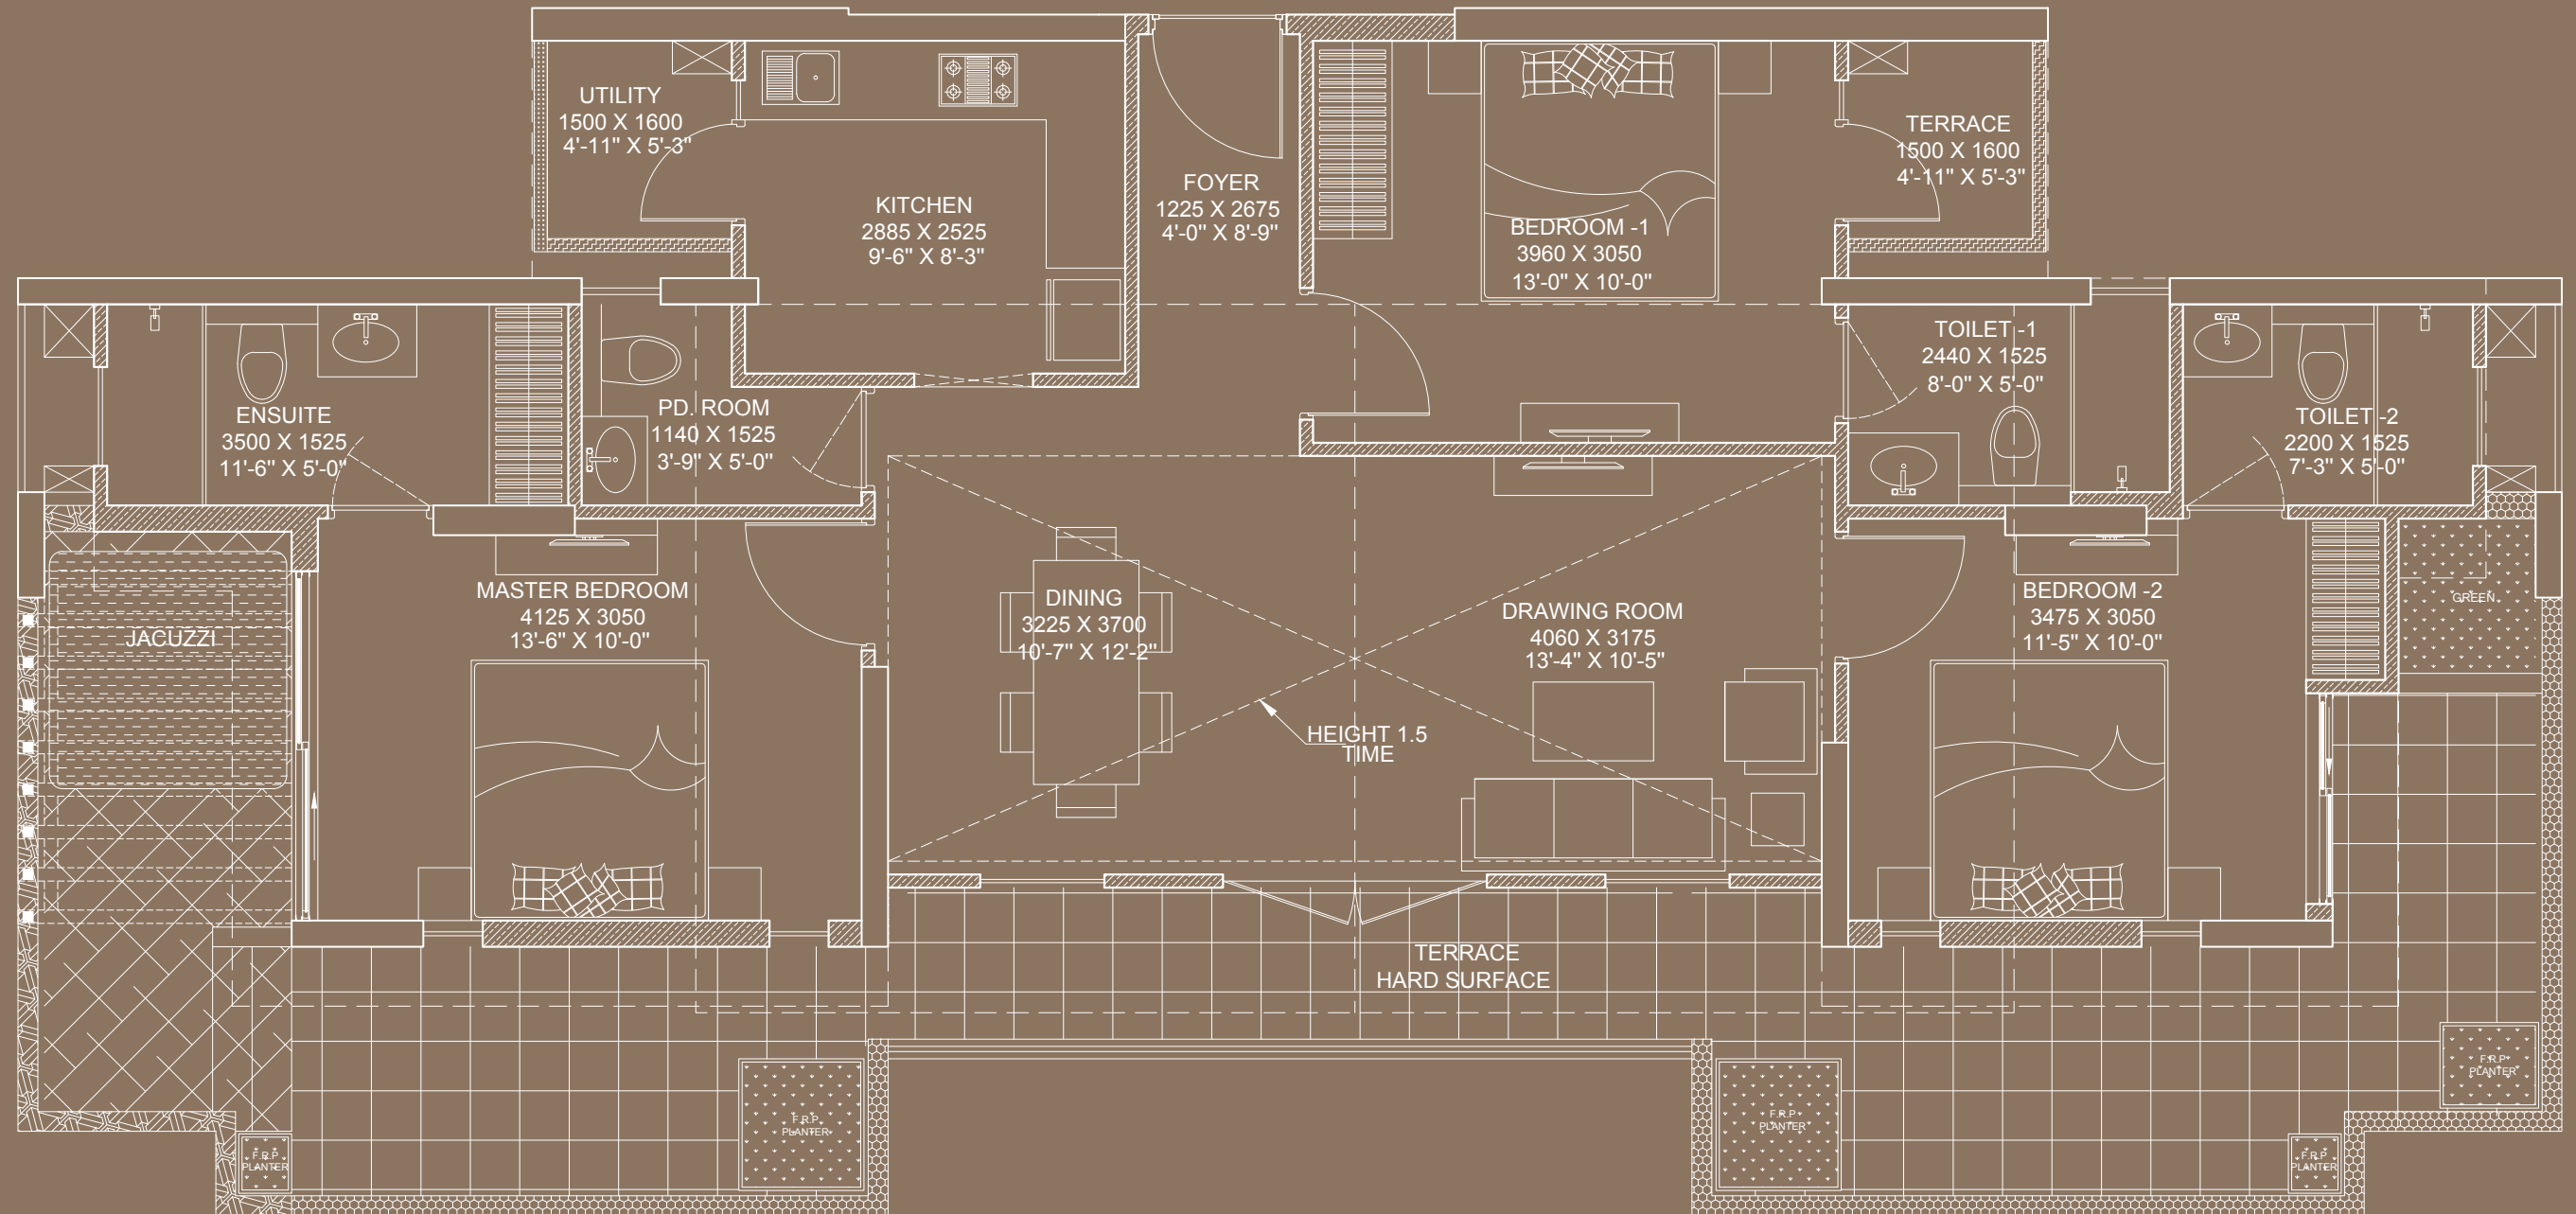 UTILITY
1500 X 1600
4'-11" X 5'-3"
KITCHEN
2885 X 2525
9'-6" X 8'-3"
FOYER
1225 X 2675
4'-0" X 8'-9"
BEDROOM -1
3960 X 3050
13'-0" X 10'-0"
TERRACE
1500 X 1600
4'-11" X 5'-3"
ENSUITE
3500 X 1525
11'-6" X 5'-0"
PD. ROOM
1140 X 1525
3'-9" X 5'-0"
TOILET -1
2440 X 1525
8'-0" X 5'-0"
TOILET -2
2200 X 1525
7'-3" X 5'-0"
JACUZZI
MASTER BEDROOM
4125 X 3050
13'-6" X 10'-0"
DINING
3225 X 3700
10'-7" X 12'-2"
DRAWING ROOM
4060 X 3175
13'-4" X 10'-5"
BEDROOM -2
3475 X 3050
11'-5" X 10'-0"
GREEN
HEIGHT 1.5
TIME
TERRACE
HARD SURFACE
F.R.P
PLANTER
F.R.P
PLANTER
F.R.P
PLANTER
F.R.P
PLANTER
F.R.P
PLANTER